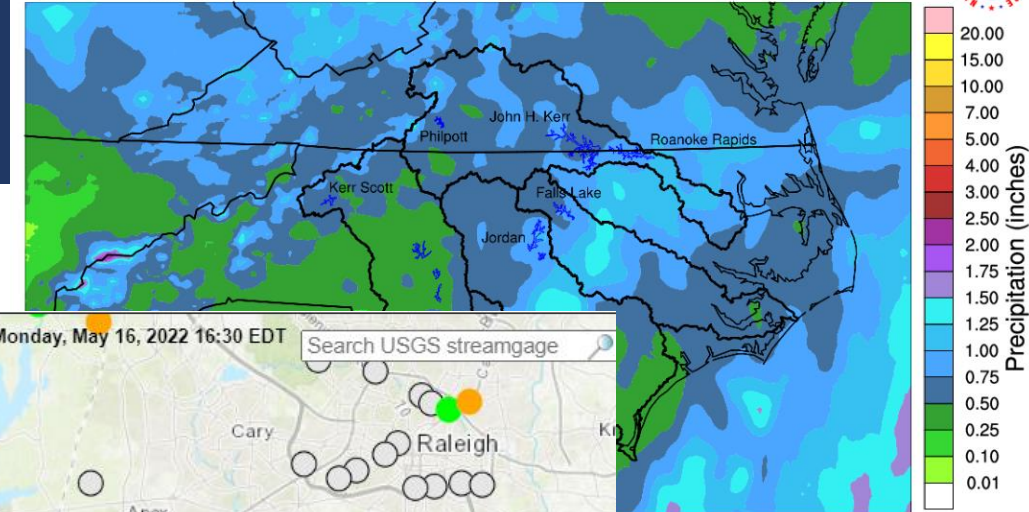 John H. Kerr
Philpott
Roanoke Rapids
Kerr Scott
Falls Lake
Jordan
20.00
15.00
10.00
7.00
5.00
4.00
3.00
2.50
2.00
1.75
1.50
1.25
1.00
0.75
0.50
0.25
0.10
0.01
Precipitation (inches)
Monday, May 16, 2022 16:30 EDT
Search USGS streamgage
70
Cary
Raleigh
Kn
Apex